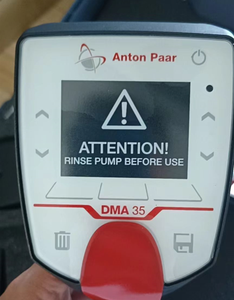 Anton Paar
ATTENTION!
RINSE PUMP BEFORE USE
DMA 35